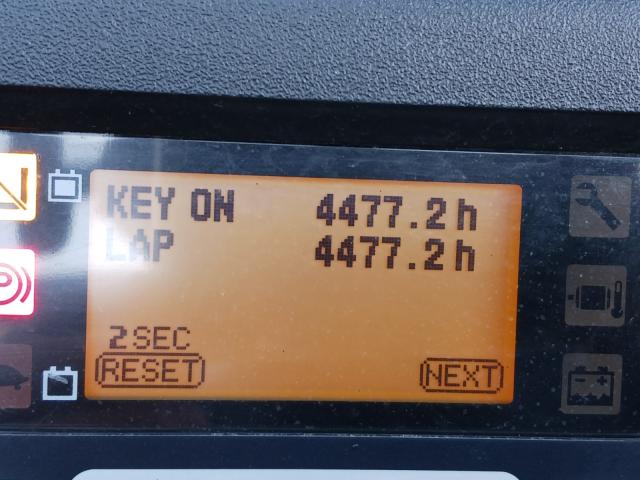 KEY ON 4477.2h
LAP 4477.2h
2SEC
RESET NEXT